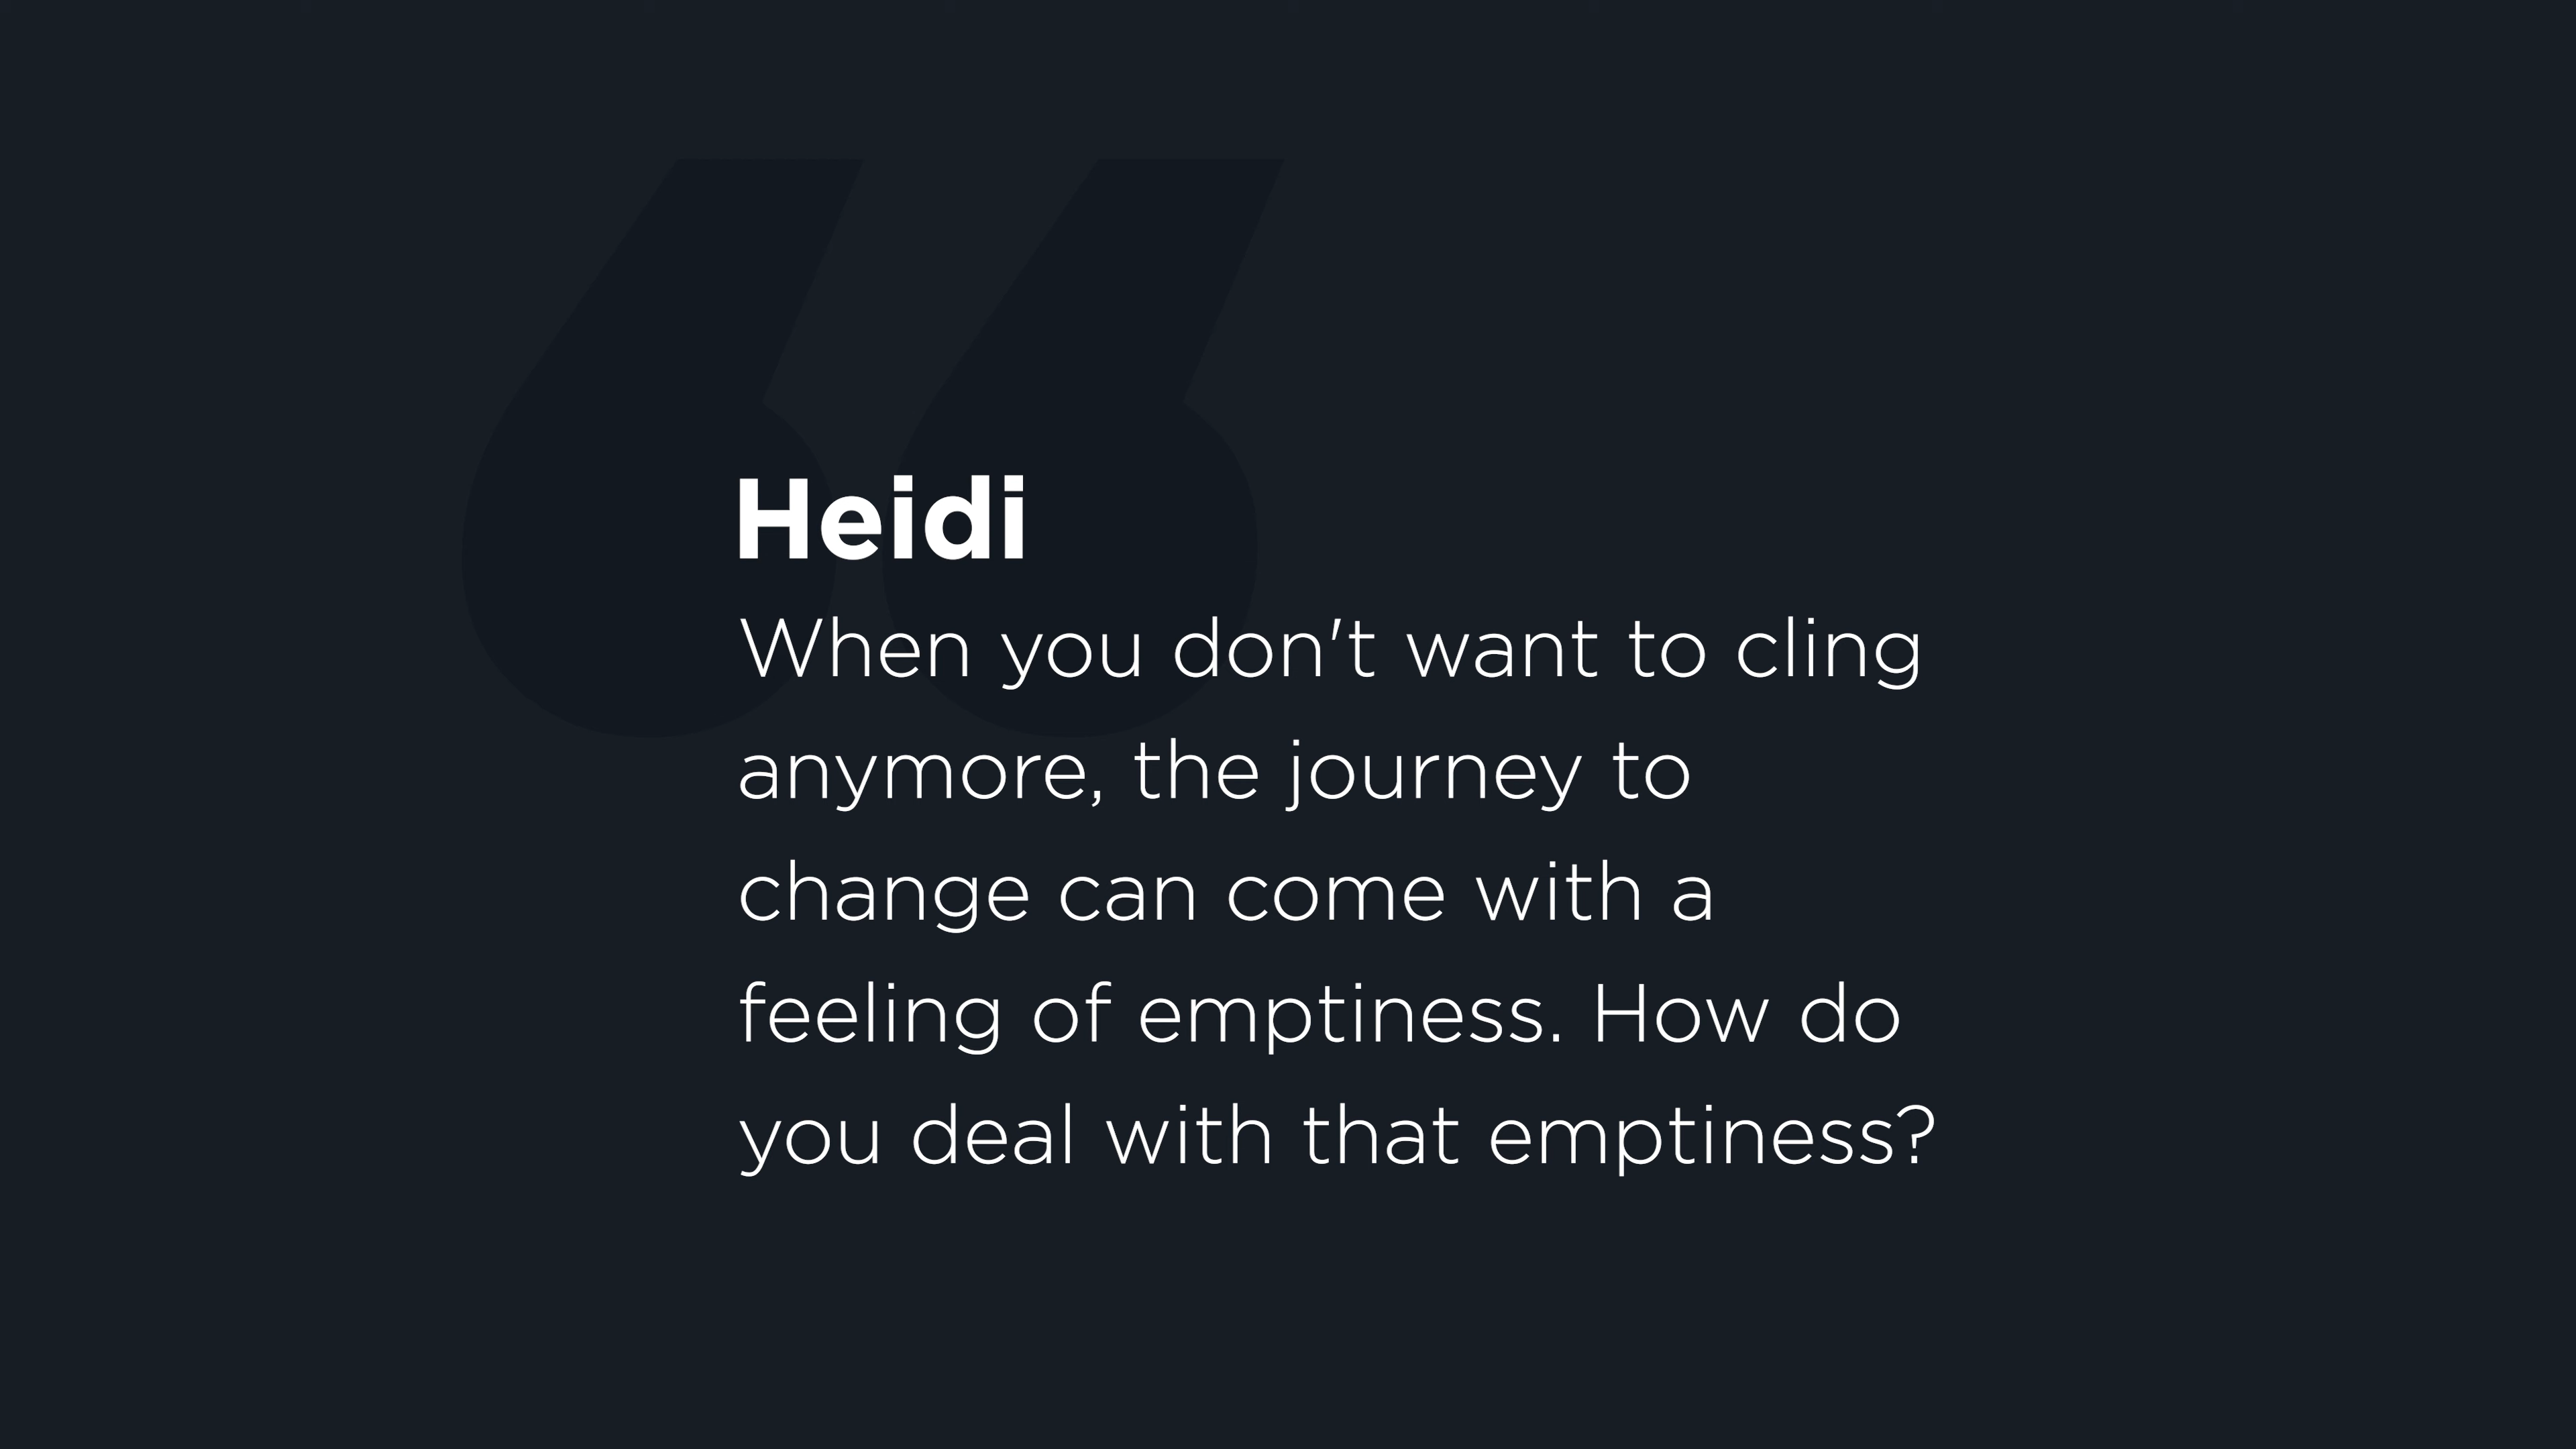 Heidi
When you don't want to cling
anymore, the journey to
change can come with a
feeling of emptiness. How do
you deal with that emptiness?